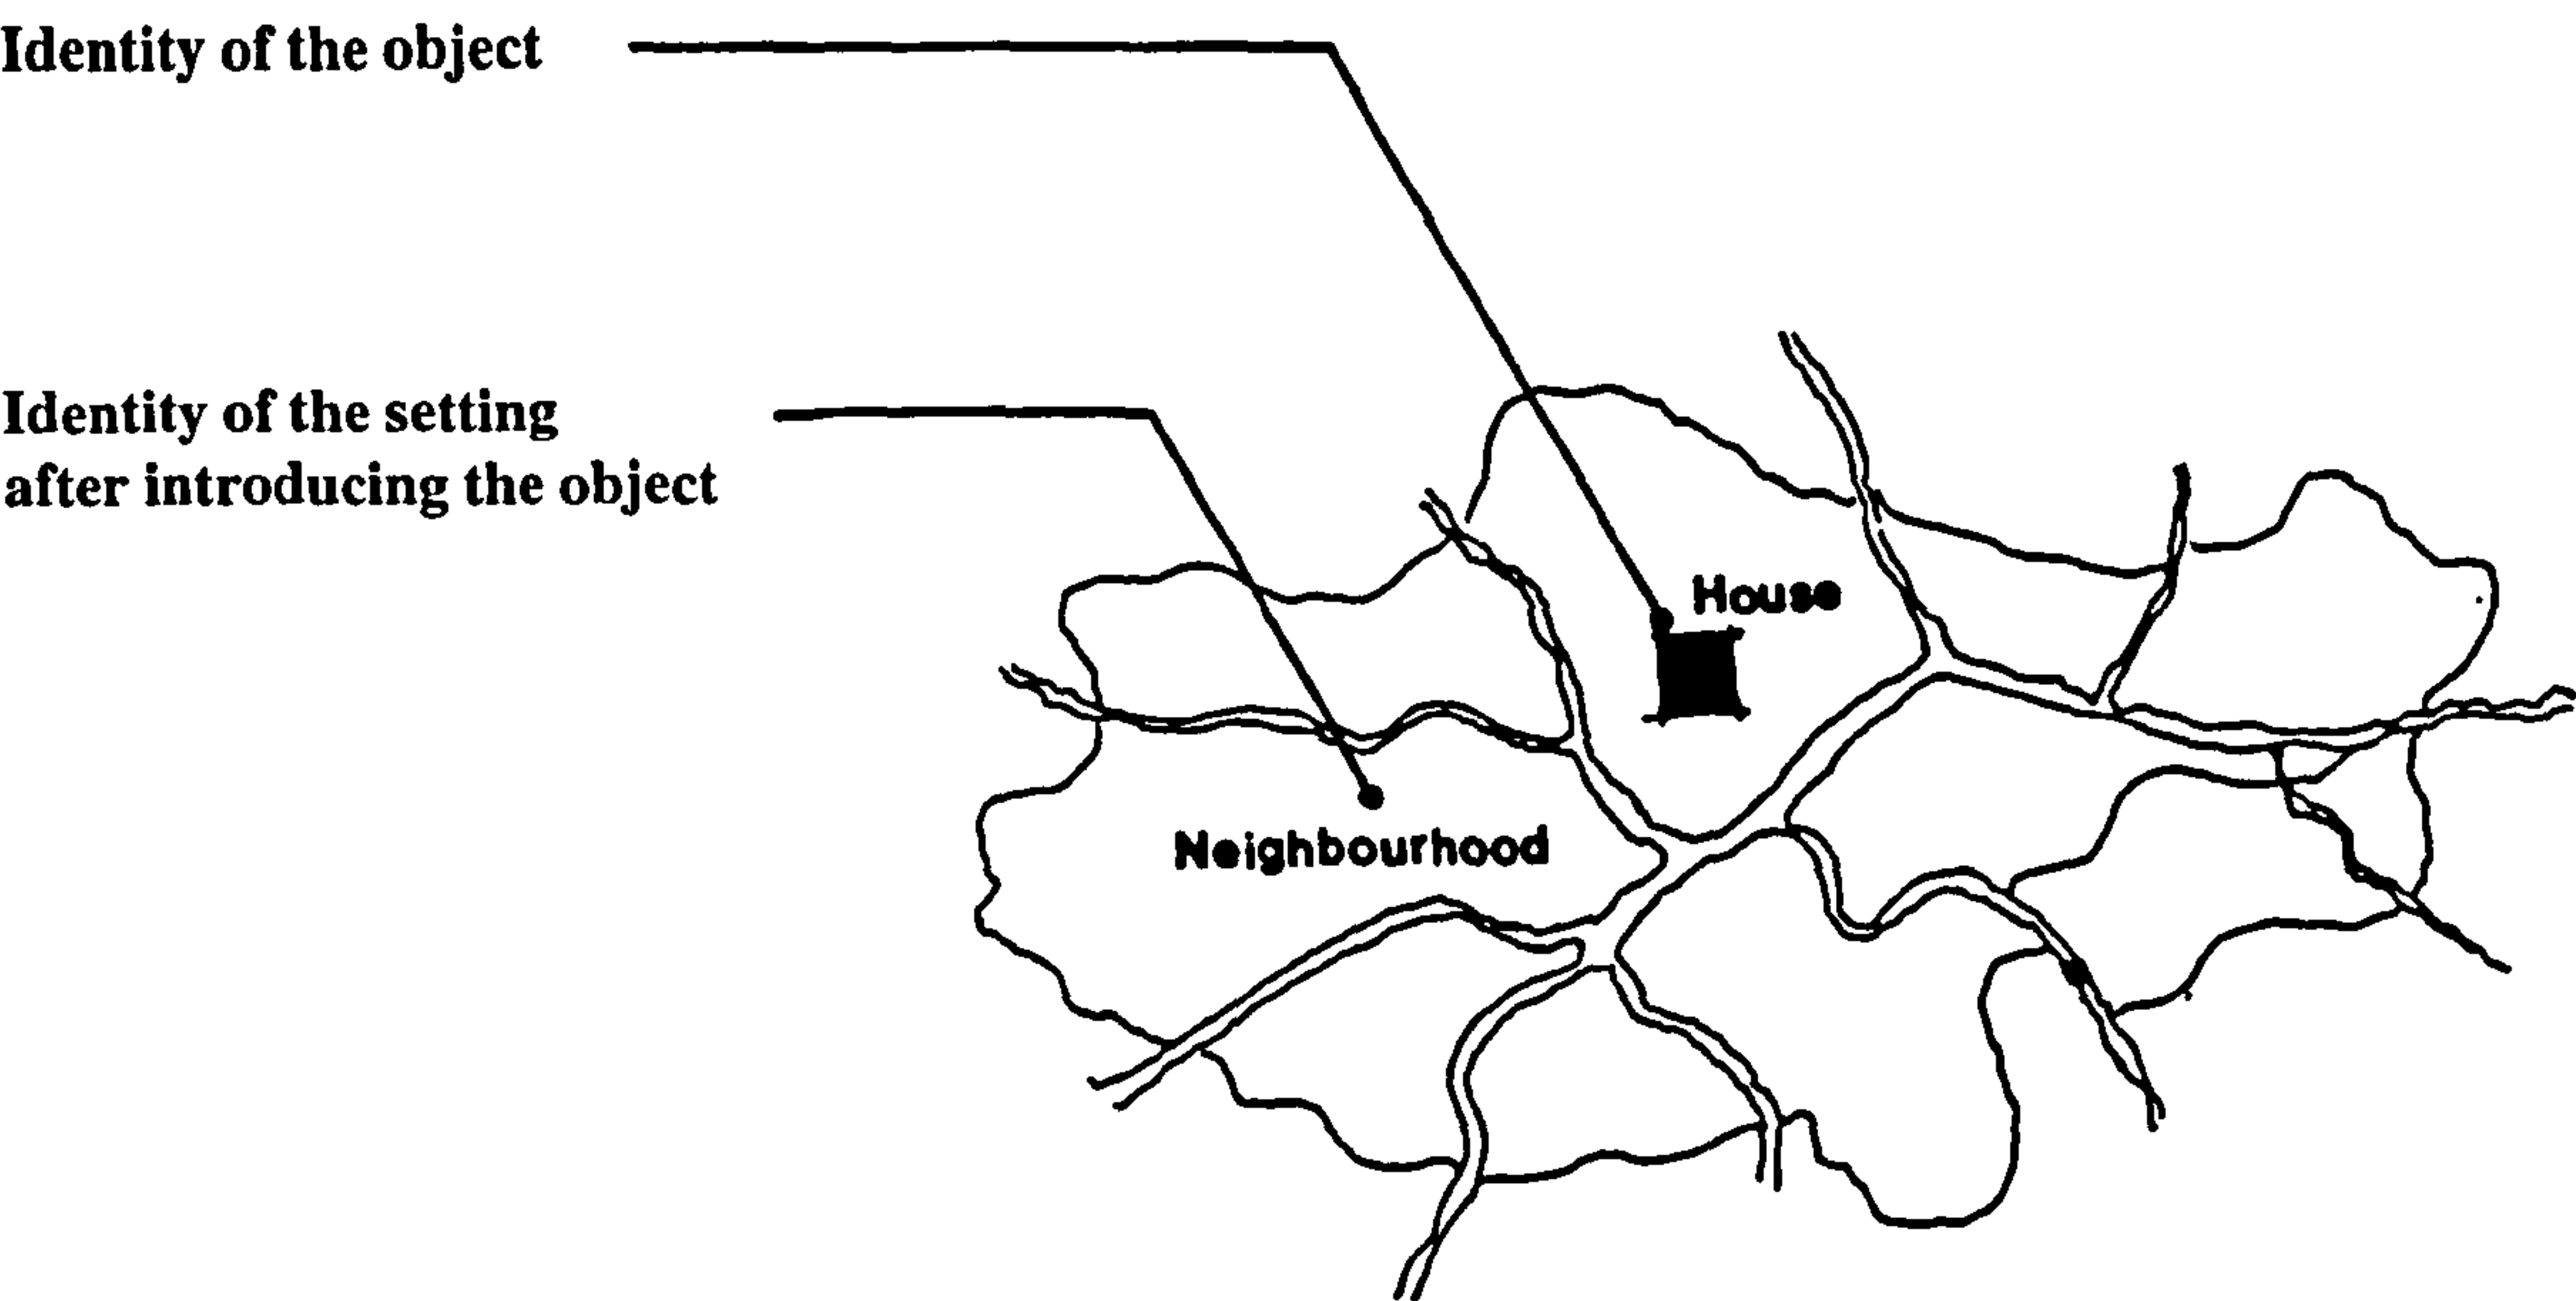 Identity of the object
Identity of the setting
after introducing the object
House
Neighbourhood